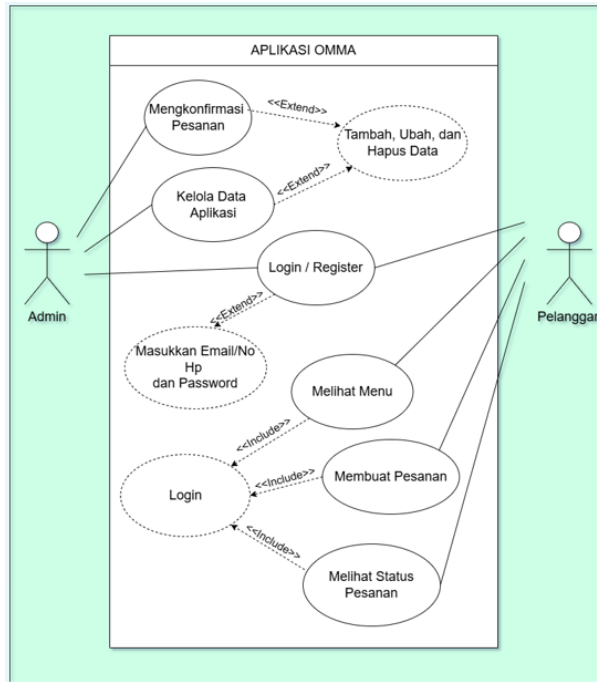 APLIKASI OMMA
Mengkonfirmasi
Pesanan
<<Extend>>
Tambah, Ubah, dan
Hapus Data
Kelola Data
Aplikasi
<<Extend>>
Admin
Login / Register
Pelanggan
<<Extend>>
Masukkan Email/No
Hp
dan Password
Melihat Menu
<<Include>>
Login
<<Include>>
Membuat Pesanan
<<Include>>
Melihat Status
Pesanan